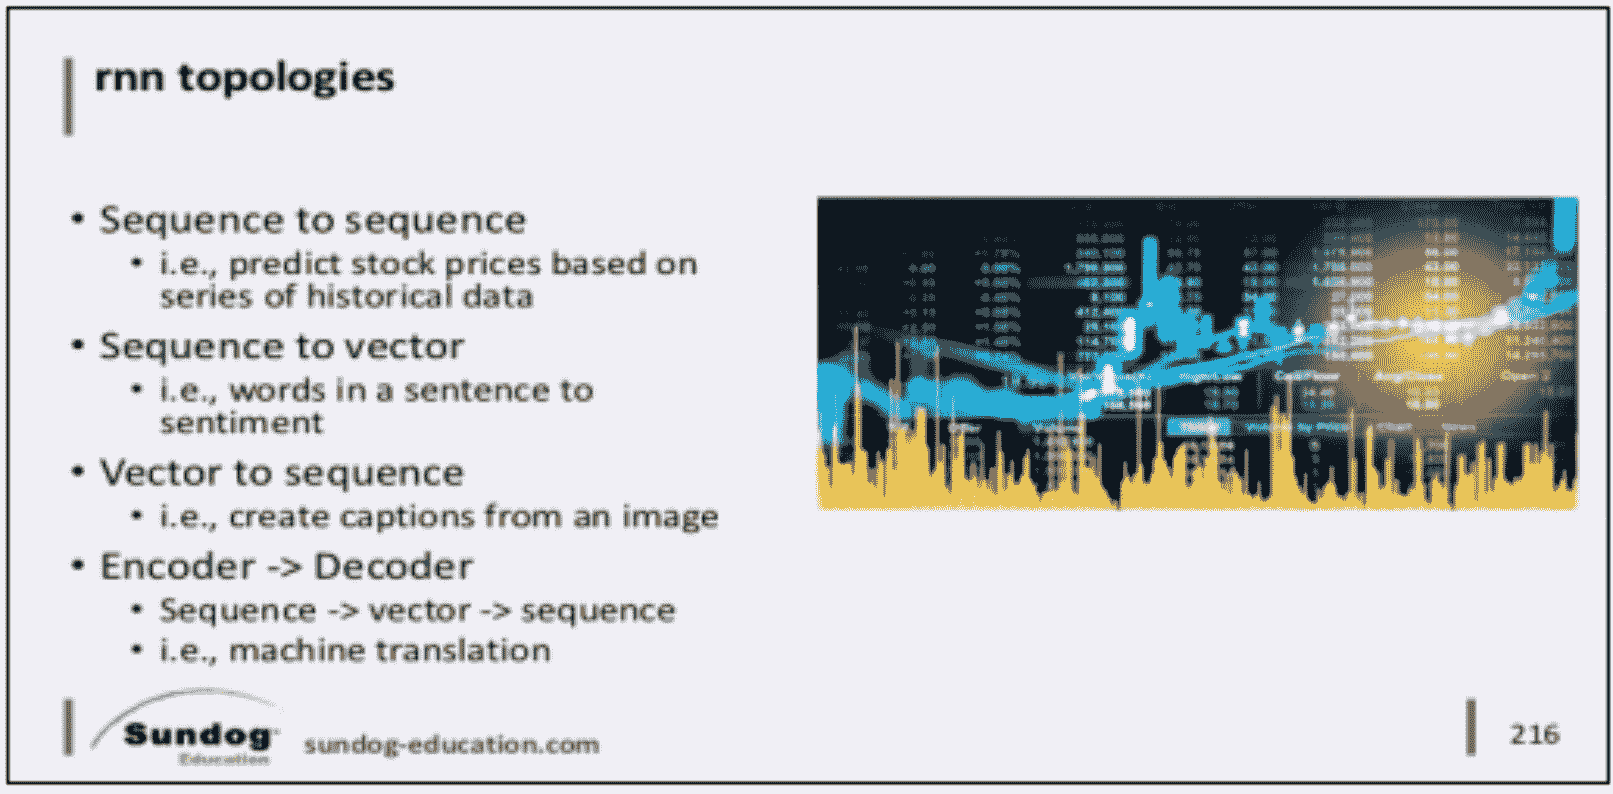 rnn topologies
• Sequence to sequence
• i.e., predict stock prices based on
series of historical data
• Sequence to vector
• i.e., words in a sentence to
sentiment
• Vector to sequence
• i.e., create captions from an image
• Encoder -> Decoder
• Sequence -> vector -> sequence
• i.e., machine translation
Sundog
Education
sundog-education.com
216